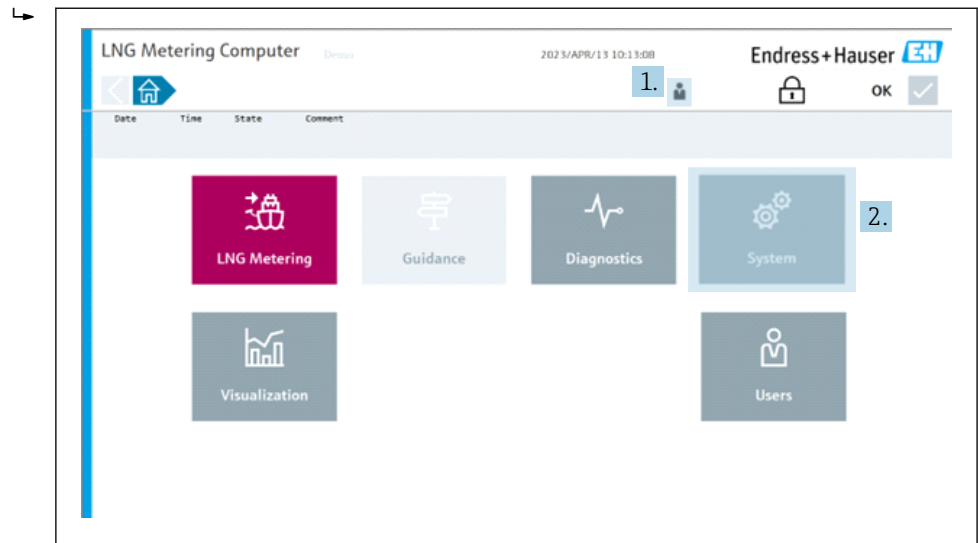 LNG Metering Computer Demo 2023/APR/13 10:13:08 Endress+Hauser EH
1. OK
Date Time State Comment
LNG Metering Guidance Diagnostics System 2.
Visualization Users